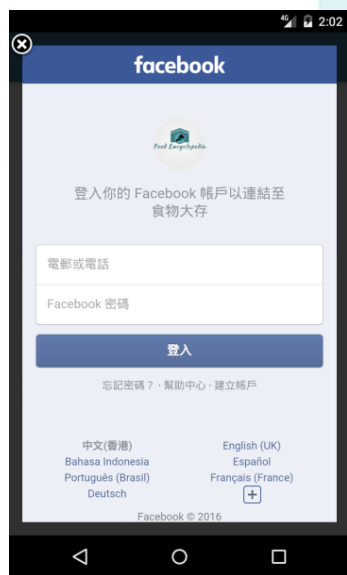 4G 2:02
facebook
Food Encyclopedia
登入你的 Facebook 帳戶以連結至
食物大存
電郵或電話
Facebook 密碼
登入
忘記密碼？ · 幫助中心 · 建立帳戶
中文(香港)
English (UK)
Bahasa Indonesia
Español
Português (Brasil)
Français (France)
Deutsch
Facebook © 2016